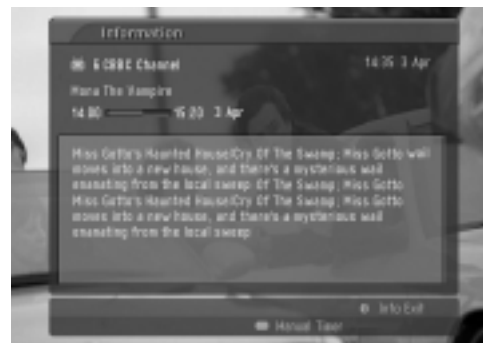 Information
6 CBBC Channel 14:35 3 Apr
Mona The Vampire
14:00 15:20 3 Apr
Miss Gotto's Haunted House/Cry Of The Swamp; Miss Gotto wail
moves into a new house, and there's a mysterious wail
emanating from the local swamp Of The Swamp; Miss Gotto
Miss Gotto's Haunted House/Cry Of The Swamp; Miss Gotto
moves into a new house, and there's a mysterious wail
emanating from the local swamp
Info Exit
Manual Timer